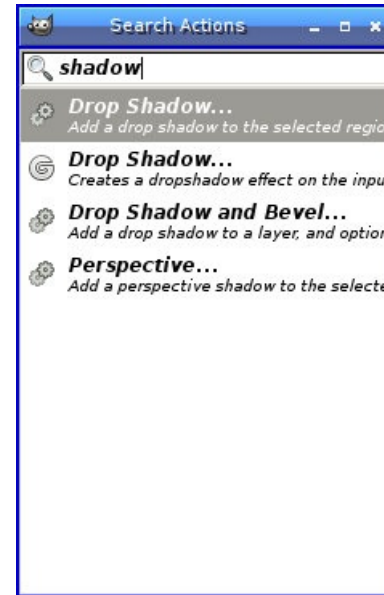 Search Actions
shadow
Drop Shadow...
Add a drop shadow to the selected regio
Drop Shadow...
Creates a dropshadow effect on the inpu
Drop Shadow and Bevel...
Add a drop shadow to a layer, and option
Perspective...
Add a perspective shadow to the selecte